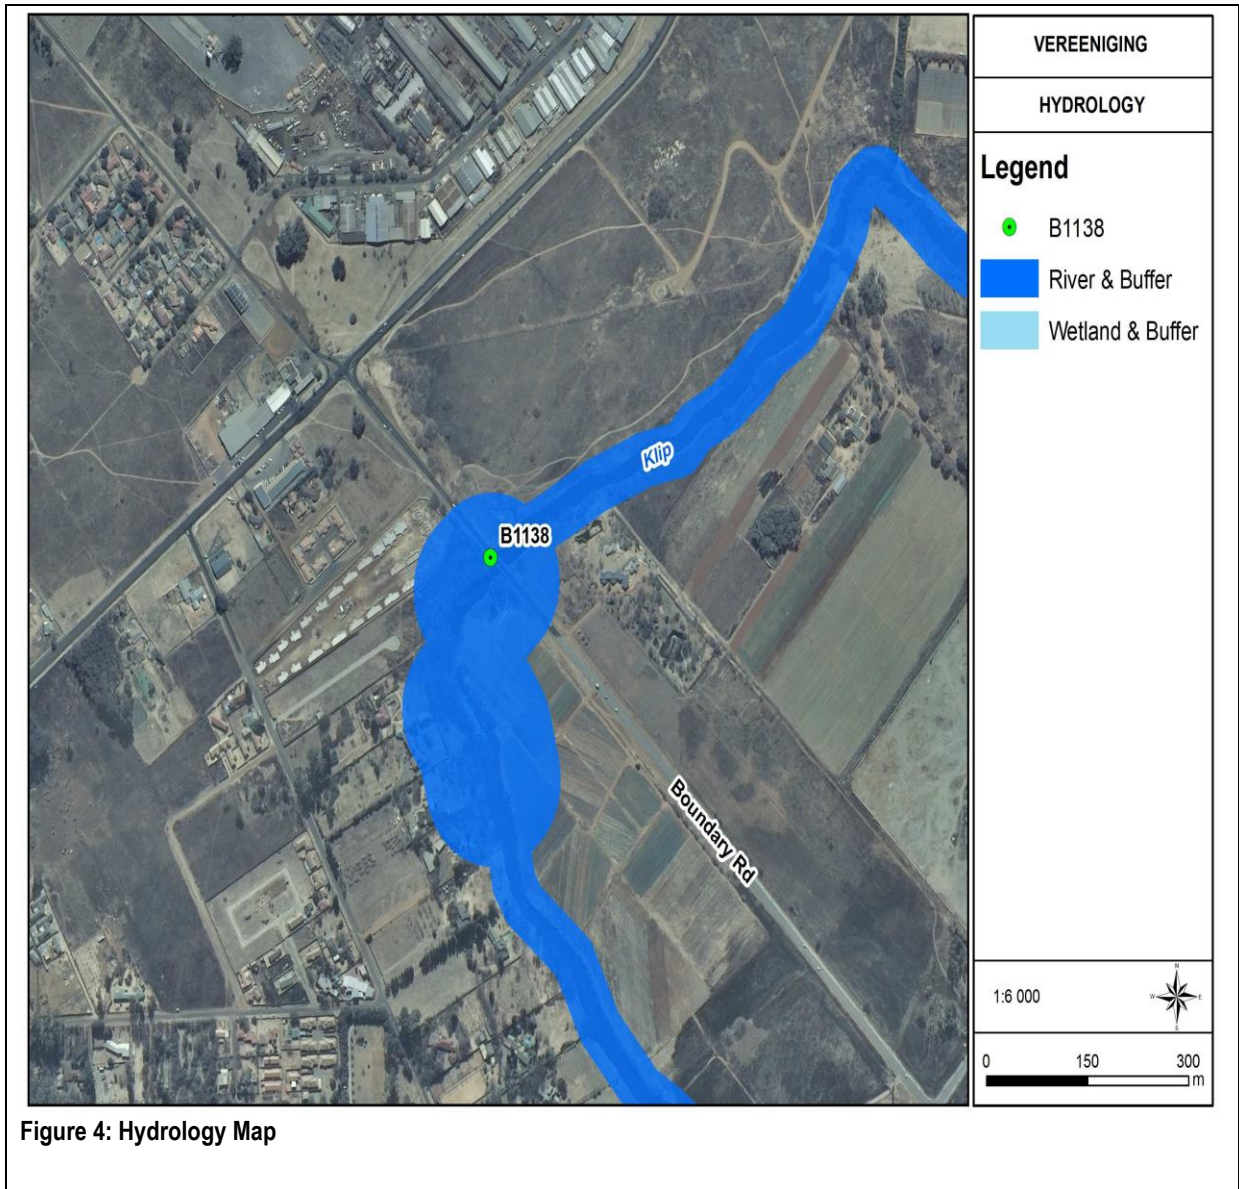 VEREENIGING
HYDROLOGY
Legend
B1138
River & Buffer
Wetland & Buffer
Klip
B1138
Boundary Rd
1:6 000
N
W E
S
0 150 300
m
Figure 4: Hydrology Map